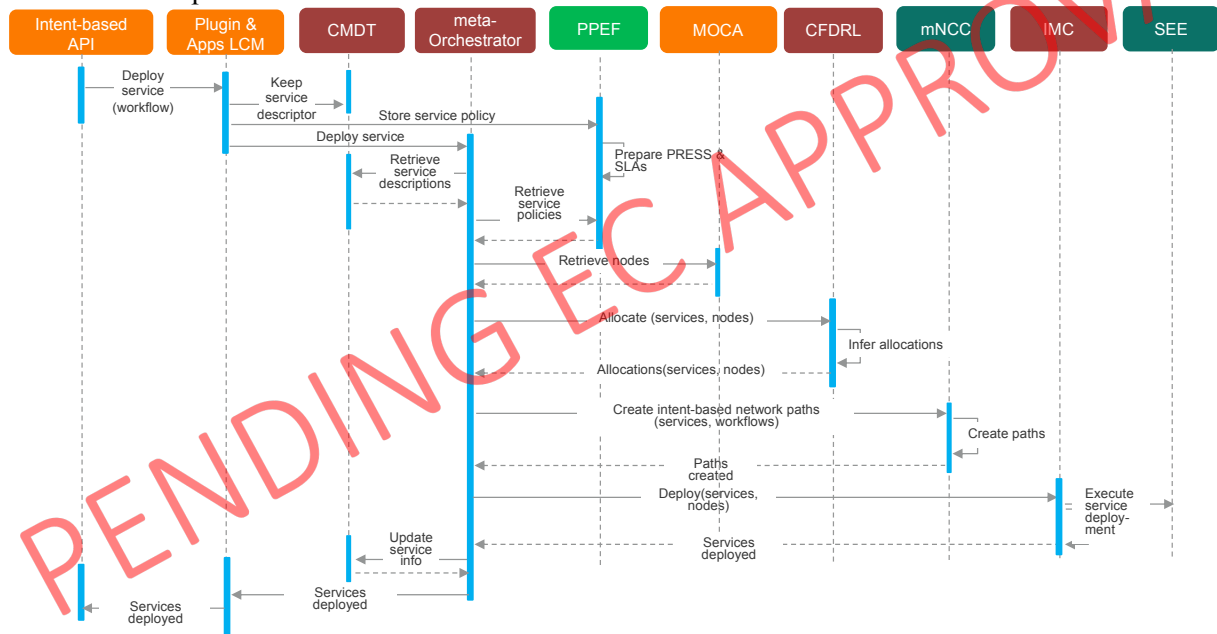 Intent-based
API
Plugin &
Apps LCM
CMDT
meta-
Orchestrator
PPEF
MOCA
CFDRL
mNCC
IMC
SEE
Deploy
service
(workflow)
Keep
service
descriptor
Store service policy
Deploy service
Prepare PRESS &
SLAs
Retrieve
service
descriptions
Retrieve
service
policies
Retrieve nodes
Allocate (services, nodes)
Infer allocations
Allocations(services, nodes)
Create intent-based network paths
(services, workflows)
Create paths
Paths
created
Deploy(services,
nodes)
Execute
service
deploy-
ment
Services
deployed
Update
service
info
Services
deployed
Services
deployed
PENDING EC APPROV